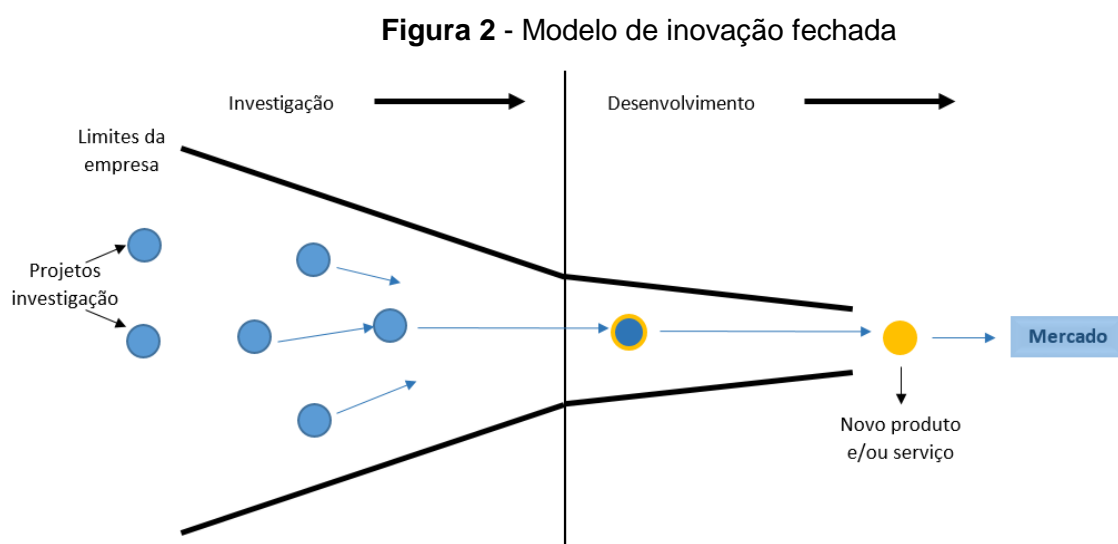 Figura 2 - Modelo de inovação fechada
Investigação
Desenvolvimento
Limites da
empresa
Projetos
investigação
Mercado
Novo produto
e/ou serviço